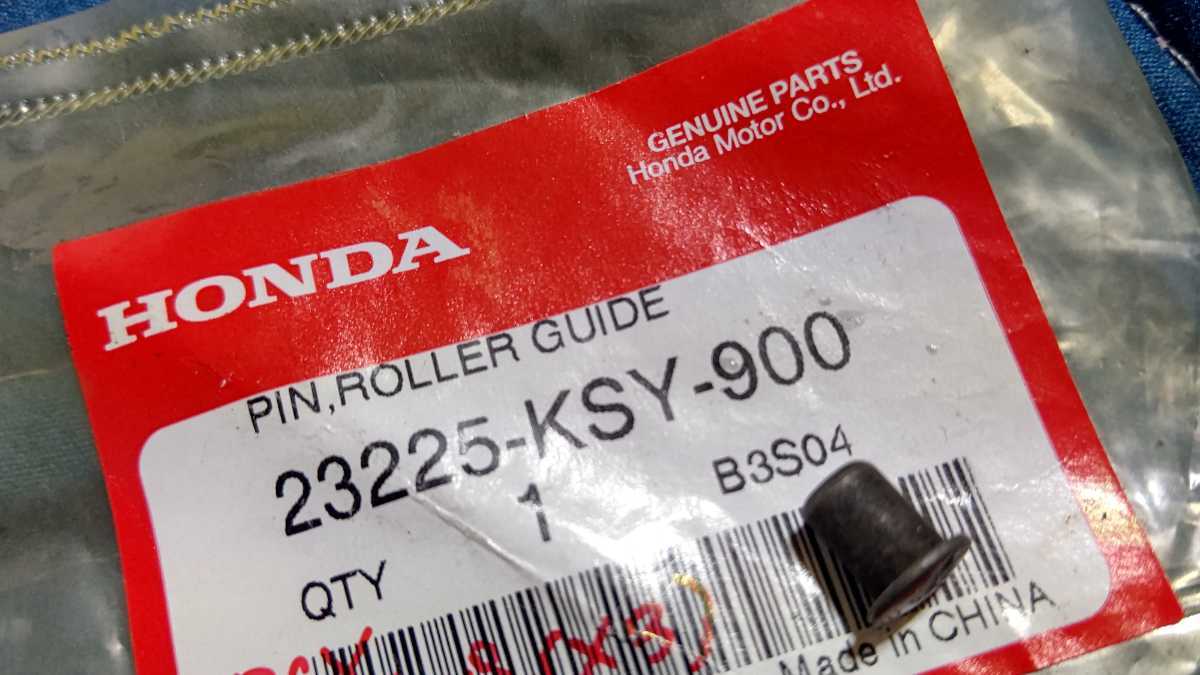 GENUINE PARTS
Honda Motor Co., Ltd.
HONDA
PIN,ROLLER GUIDE
23225-KSY-900
1 B3S04
QTY
(×3)
Made in CHINA